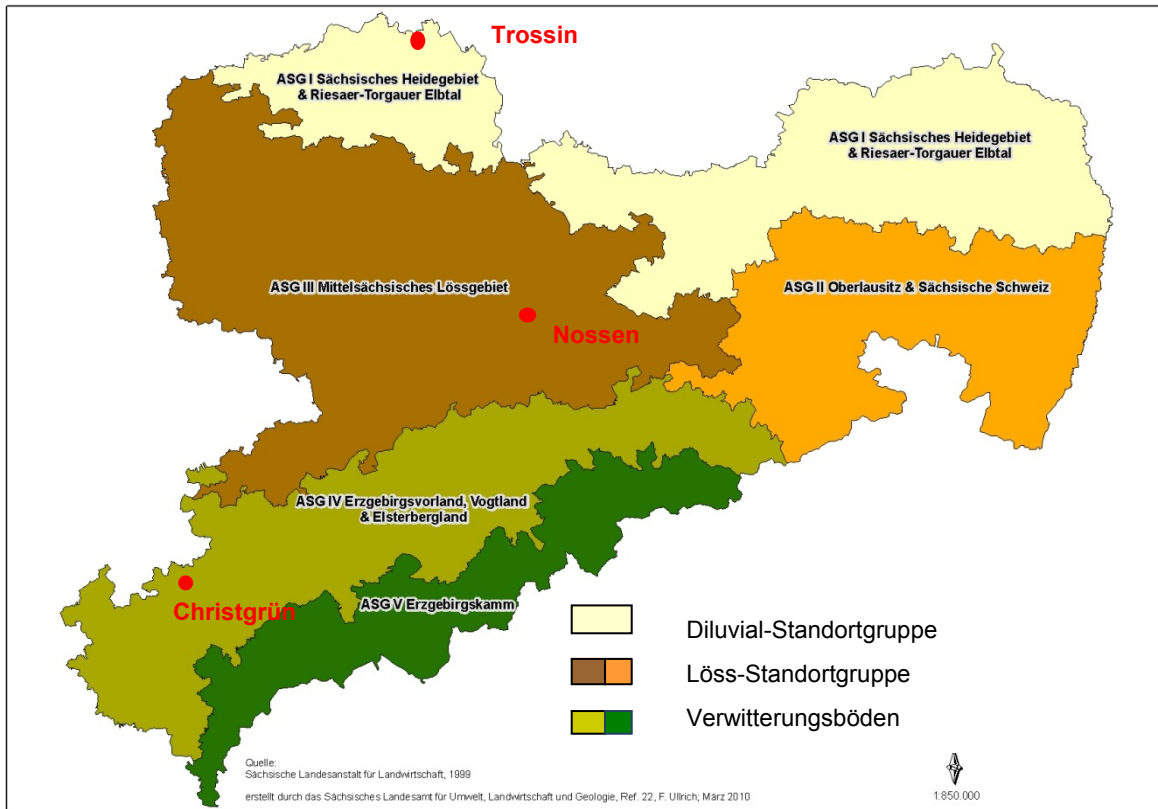 Trossin
ASG I Sächsisches Heidegebiet
& Riesaer-Torgauer Elbtal
ASG I Sächsisches Heidegebiet
& Riesaer-Torgauer Elbtal
ASG III Mittelsächsisches Lössgebiet
ASG II Oberlausitz & Sächsische Schweiz
Nossen
ASG IV Erzgebirgsvorland, Vogtland
& Elsterbergland
Christgrün
ASG V Erzgebirgskamm
Diluvial-Standortgruppe
Löss-Standortgruppe
Verwitterungsböden
Quelle:
Sächsische Landesanstalt für Landwirtschaft, 1999
erstellt durch das Sächsisches Landesamt für Umwelt, Landwirtschaft und Geologie, Ref. 22, F. Ullrich; März 2010
1:850.000